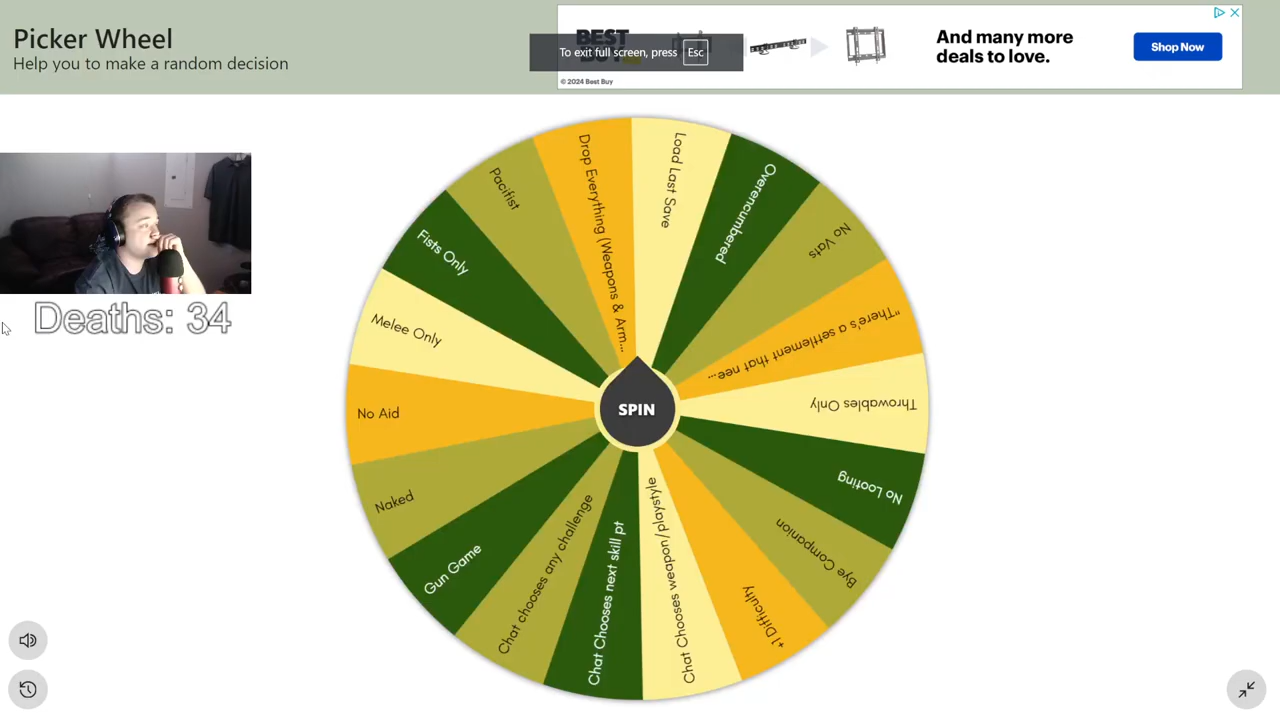 Picker Wheel
Help you to make a random decision
BEST
BUY
© 2024 Best Buy
To exit full screen, press Esc
And many more
deals to love.
Shop Now
Deaths: 34
Load Last Save
Overencumbered
No Vats
"There's a settlement that nee...
Throwables Only
No Looting
Bye Companion
+1 Difficulty
Chat Chooses weapon/playstyle
Chat Chooses next skill pt
Chat chooses any challenge
Gun Game
Naked
No Aid
Melee Only
Fists Only
Pacifist
Drop Everything (Weapons & Arm...
SPIN